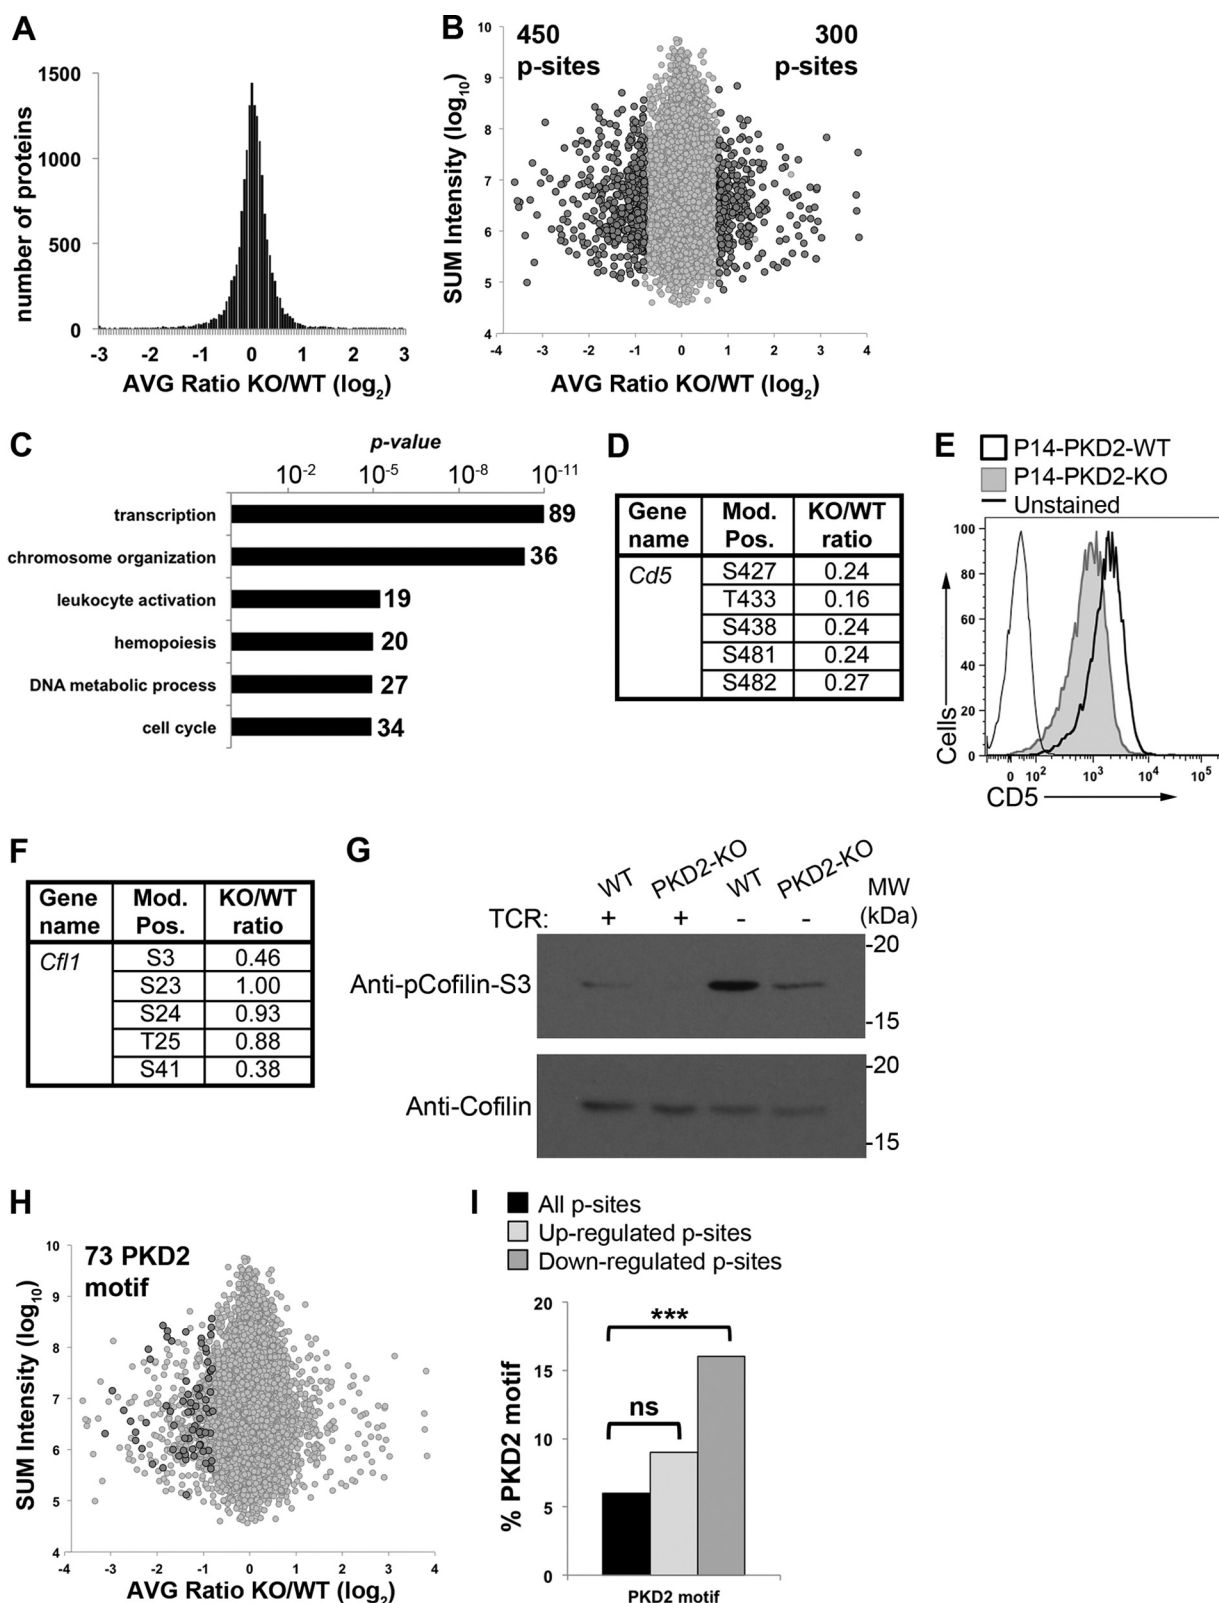 A
number of proteins
1500
1000
500
0
-3 -2 -1 0 1 2 3
AVG Ratio KO/WT (log2)
B
450
p-sites
300
p-sites
SUM Intensity (log10)
10
9
8
7
6
5
4
-4 -3 -2 -1 0 1 2 3 4
AVG Ratio KO/WT (log2)
C
p-value
10-2 10-5 10-8 10-11
transcription 89
chromosome organization 36
leukocyte activation 19
hemopoiesis 20
DNA metabolic process 27
cell cycle 34
D
Gene name Mod. Pos. KO/WT ratio
Cd5 S427 0.24
T433 0.16
S438 0.24
S481 0.24
S482 0.27
E
P14-PKD2-WT
P14-PKD2-KO
Unstained
100
80
60
40
20
0
Cells
0 102 103 104 105
CD5
F
Gene name Mod. Pos. KO/WT ratio
Cfl1 S3 0.46
S23 1.00
S24 0.93
T25 0.88
S41 0.38
G
WT PKD2-KO WT PKD2-KO MW
TCR: + + - - (kDa)
-20
Anti-pCofilin-S3
-15
-20
Anti-Cofilin
-15
H
73 PKD2
motif
SUM Intensity (log10)
10
9
8
7
6
5
4
-4 -3 -2 -1 0 1 2 3 4
AVG Ratio KO/WT (log2)
I
All p-sites
Up-regulated p-sites
Down-regulated p-sites
% PKD2 motif
20
15
10
5
0
***
ns
PKD2 motif